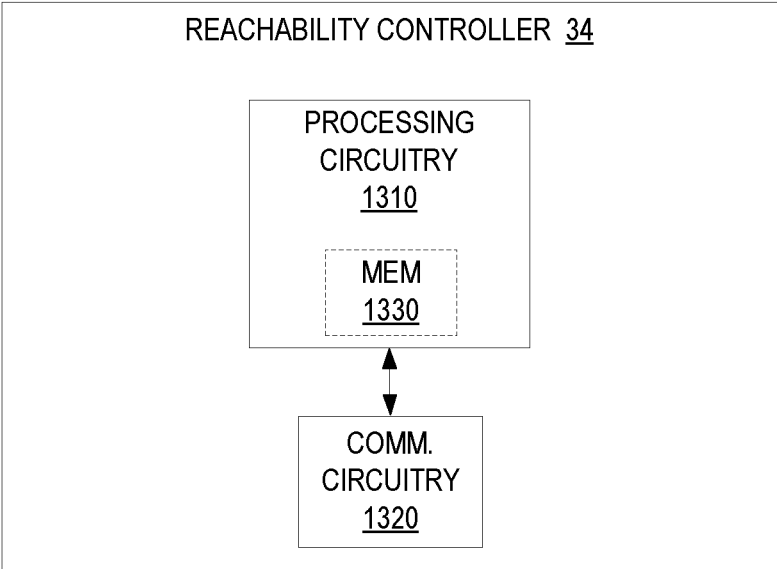 REACHABILITY CONTROLLER 34
PROCESSING
CIRCUITRY
1310
MEM
1330
COMM.
CIRCUITRY
1320